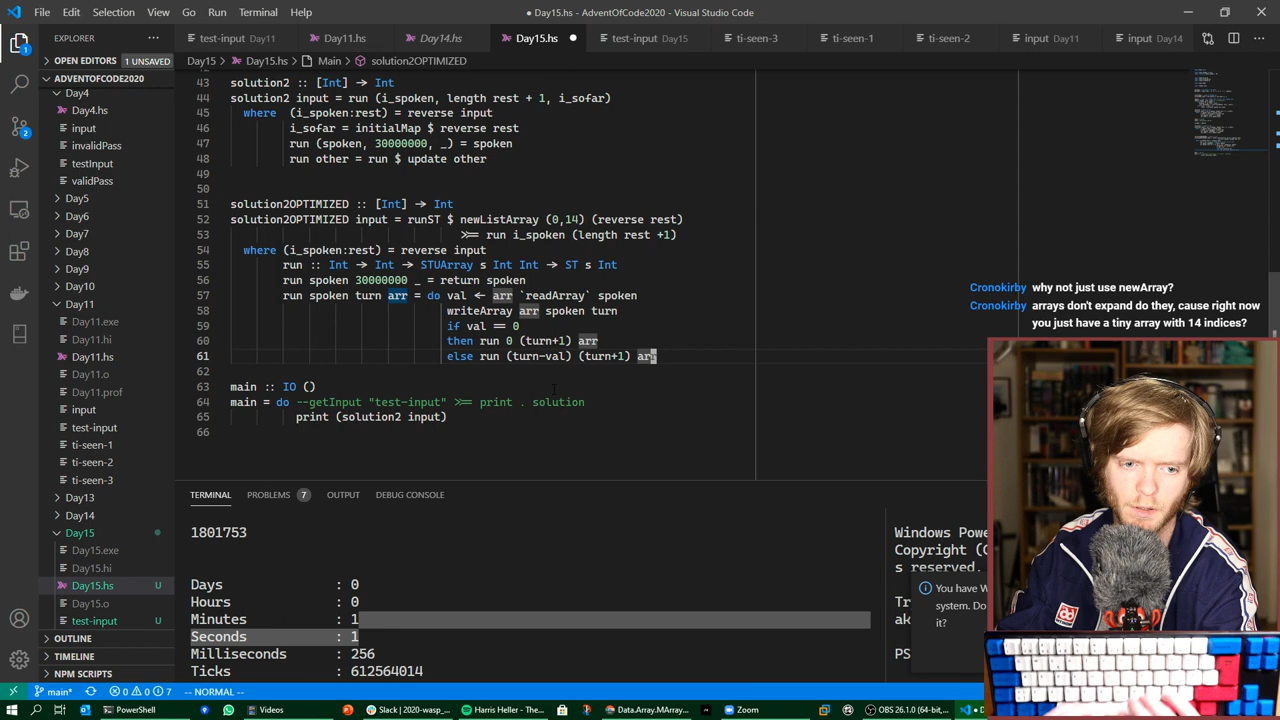 File Edit Selection View Go Run Terminal Help
● Day15.hs - AdventOfCode2020 - Visual Studio Code
EXPLORER
test-input Day11 Day11.hs Day14.hs Day15.hs ● test-input Day15 ti-seen-3 ti-seen-1 ti-seen-2 input Day11 input Day14
OPEN EDITORS 1 UNSAVED
Day15 > Day15.hs > Main > solution2OPTIMIZED
ADVENTOFCODE2020
Day4
Day4.hs
input
invalidPass
testInput
validPass
Day5
Day6
Day7
Day8
Day9
Day10
Day11
Day11.exe
Day11.hi
Day11.hs
Day11.o
Day11.prof
input
test-input
ti-seen-1
ti-seen-2
ti-seen-3
Day13
Day14
Day15
Day15.exe
Day15.hi
Day15.hs U
Day15.o
test-input U
OUTLINE
TIMELINE
NPM SCRIPTS
43 solution2 :: [Int] → Int
44 solution2 input = run (i_spoken, length rest + 1, i_sofar)
45 where (i_spoken:rest) = reverse input
46 i_sofar = initialMap $ reverse rest
47 run (spoken, 30000000, _) = spoken
48 run other = run $ update other
49
50
51 solution2OPTIMIZED :: [Int] → Int
52 solution2OPTIMIZED input = runST $ newListArray (0,14) (reverse rest)
53 >>= run i_spoken (length rest +1)
54 where (i_spoken:rest) = reverse input
55 run :: Int → Int → STUArray s Int Int → ST s Int
56 run spoken 30000000 _ = return spoken
57 run spoken turn arr = do val ← arr `readArray` spoken
58 writeArray arr spoken turn
59 if val == 0
60 then run 0 (turn+1) arr
61 else run (turn-val) (turn+1) arr
62
63 main :: IO ()
64 main = do --getInput "test-input" >>= print . solution
65 print (solution2 input)
66
Cronokirby why not just use newArray?
Cronokirby arrays don't expand do they, cause right now
you just have a tiny array with 14 indices?
TERMINAL PROBLEMS 7 OUTPUT DEBUG CONSOLE
1801753
Days : 0
Hours : 0
Minutes : 1
Seconds : 1
Milliseconds : 256
Ticks : 612564014
Windows Powe
Copyright (C
s reserved.
Tr
ak
PS
You have W
system. Do
it?
main* 0 0 7 -- NORMAL --
PowerShell Videos Slack | 2020-wasp_... Harris Heller - The... Data.Array.MArray... Zoom OBS 26.1.0 (64-bit,...